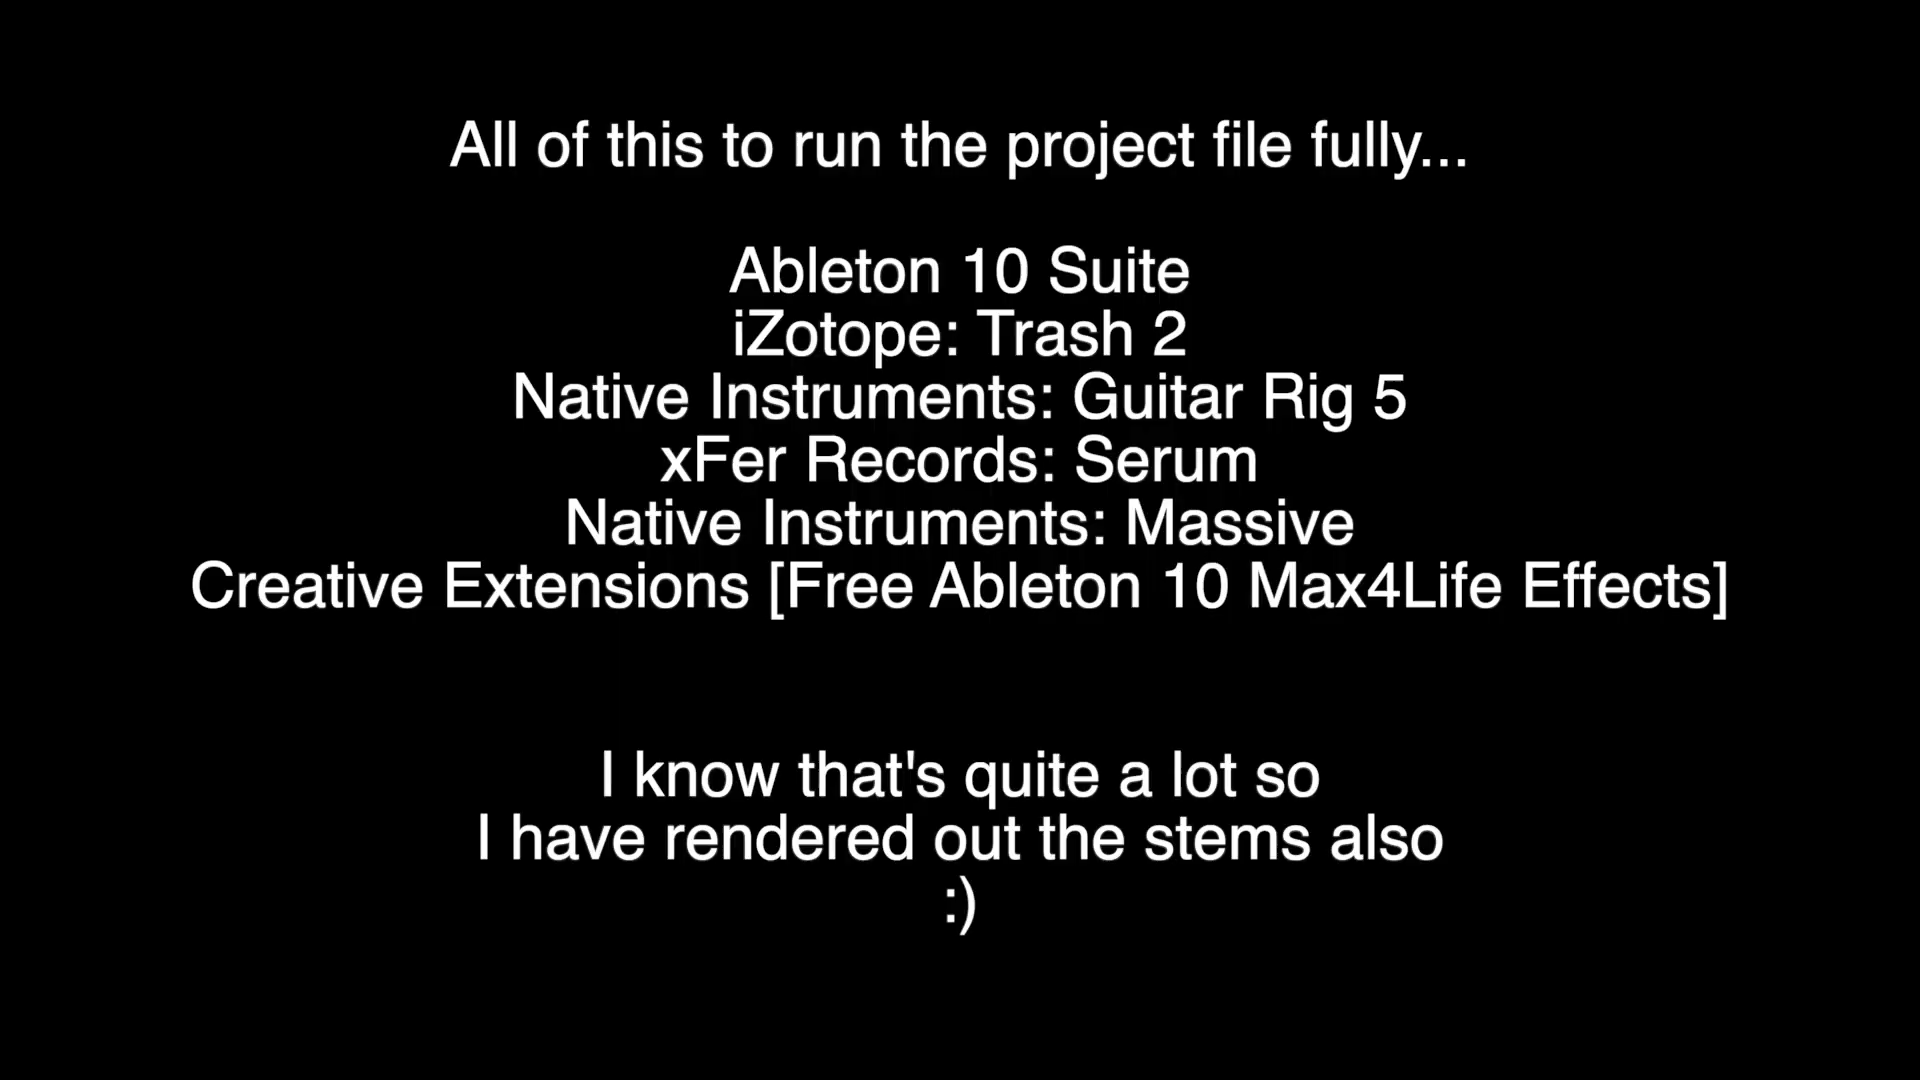 All of this to run the project file fully...
Ableton 10 Suite
iZotope: Trash 2
Native Instruments: Guitar Rig 5
xFer Records: Serum
Native Instruments: Massive
Creative Extensions [Free Ableton 10 Max4Life Effects]
I know that's quite a lot so
I have rendered out the stems also
:)